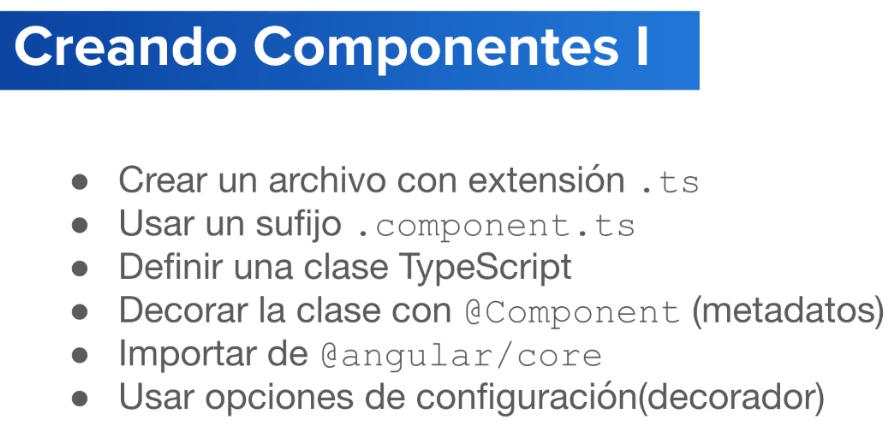 Creando Componentes I
● Crear un archivo con extensión .ts
● Usar un sufijo .component.ts
● Definir una clase TypeScript
● Decorar la clase con @Component (metadatos)
● Importar de @angular/core
● Usar opciones de configuración(decorador)